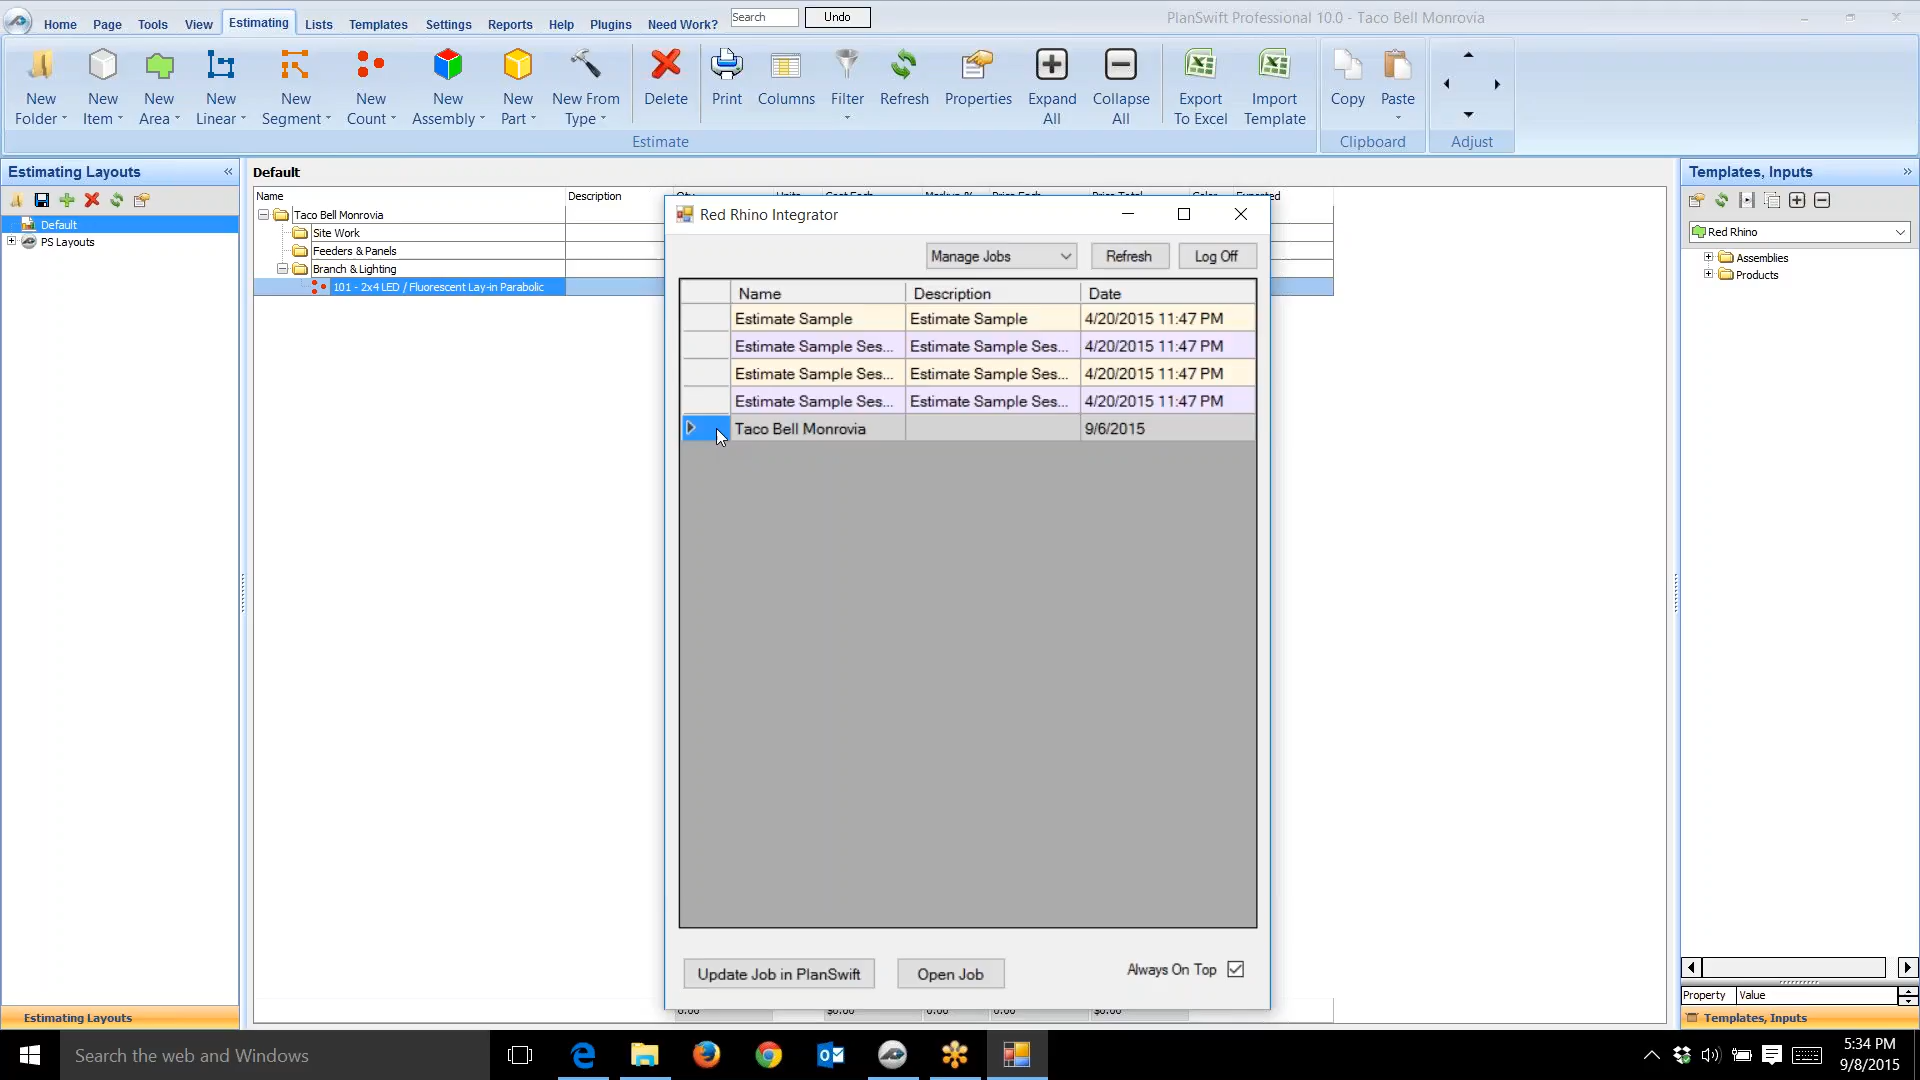 Home Page Tools View Estimating Lists Templates Settings Reports Help Plugins Need Work? Search Undo PlanSwift Professional 10.0 - Taco Bell Monrovia
New Folder New Item New Area New Linear New Segment New Count New Assembly New Part New From Type Delete Print Columns Filter Refresh Properties Expand All Collapse All Export To Excel Import Template Copy Paste
Estimate Clipboard Adjust
Estimating Layouts « Default Templates, Inputs »
Name Description
Default
PS Layouts
Taco Bell Monrovia
Site Work
Feeders & Panels
Branch & Lighting
101 - 2x4 LED / Fluorescent Lay-in Parabolic
Red Rhino
Assemblies
Products
Red Rhino Integrator
Manage Jobs Refresh Log Off
Name Description Date
Estimate Sample Estimate Sample 4/20/2015 11:47 PM
Estimate Sample Ses... Estimate Sample Ses... 4/20/2015 11:47 PM
Estimate Sample Ses... Estimate Sample Ses... 4/20/2015 11:47 PM
Estimate Sample Ses... Estimate Sample Ses... 4/20/2015 11:47 PM
Taco Bell Monrovia 9/6/2015
Update Job in PlanSwift Open Job Always On Top
Property Value
Estimating Layouts Templates, Inputs
Search the web and Windows
5:34 PM
9/8/2015